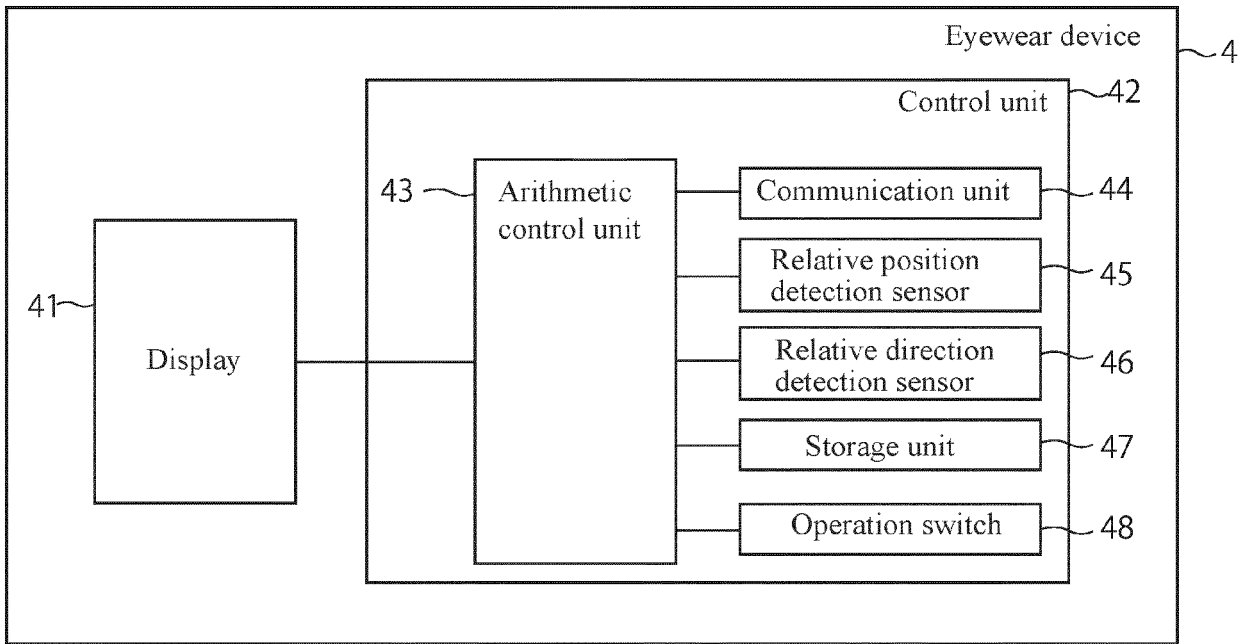 Eyewear device
4
Control unit
42
43
Arithmetic
control unit
Communication unit
44
Relative position
detection sensor
45
41
Display
Relative direction
detection sensor
46
Storage unit
47
Operation switch
48